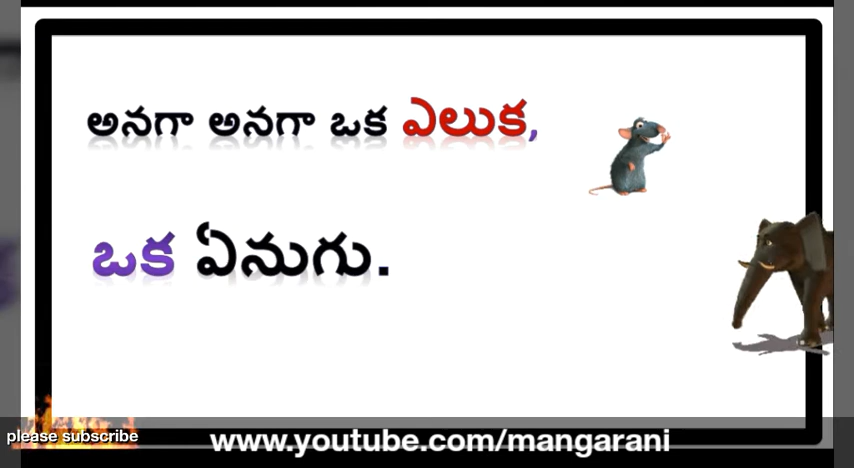 అనగా అనగా ఒక ఎలుక,
ఒక ఏనుగు.
please subscribe
www.youtube.com/mangarani